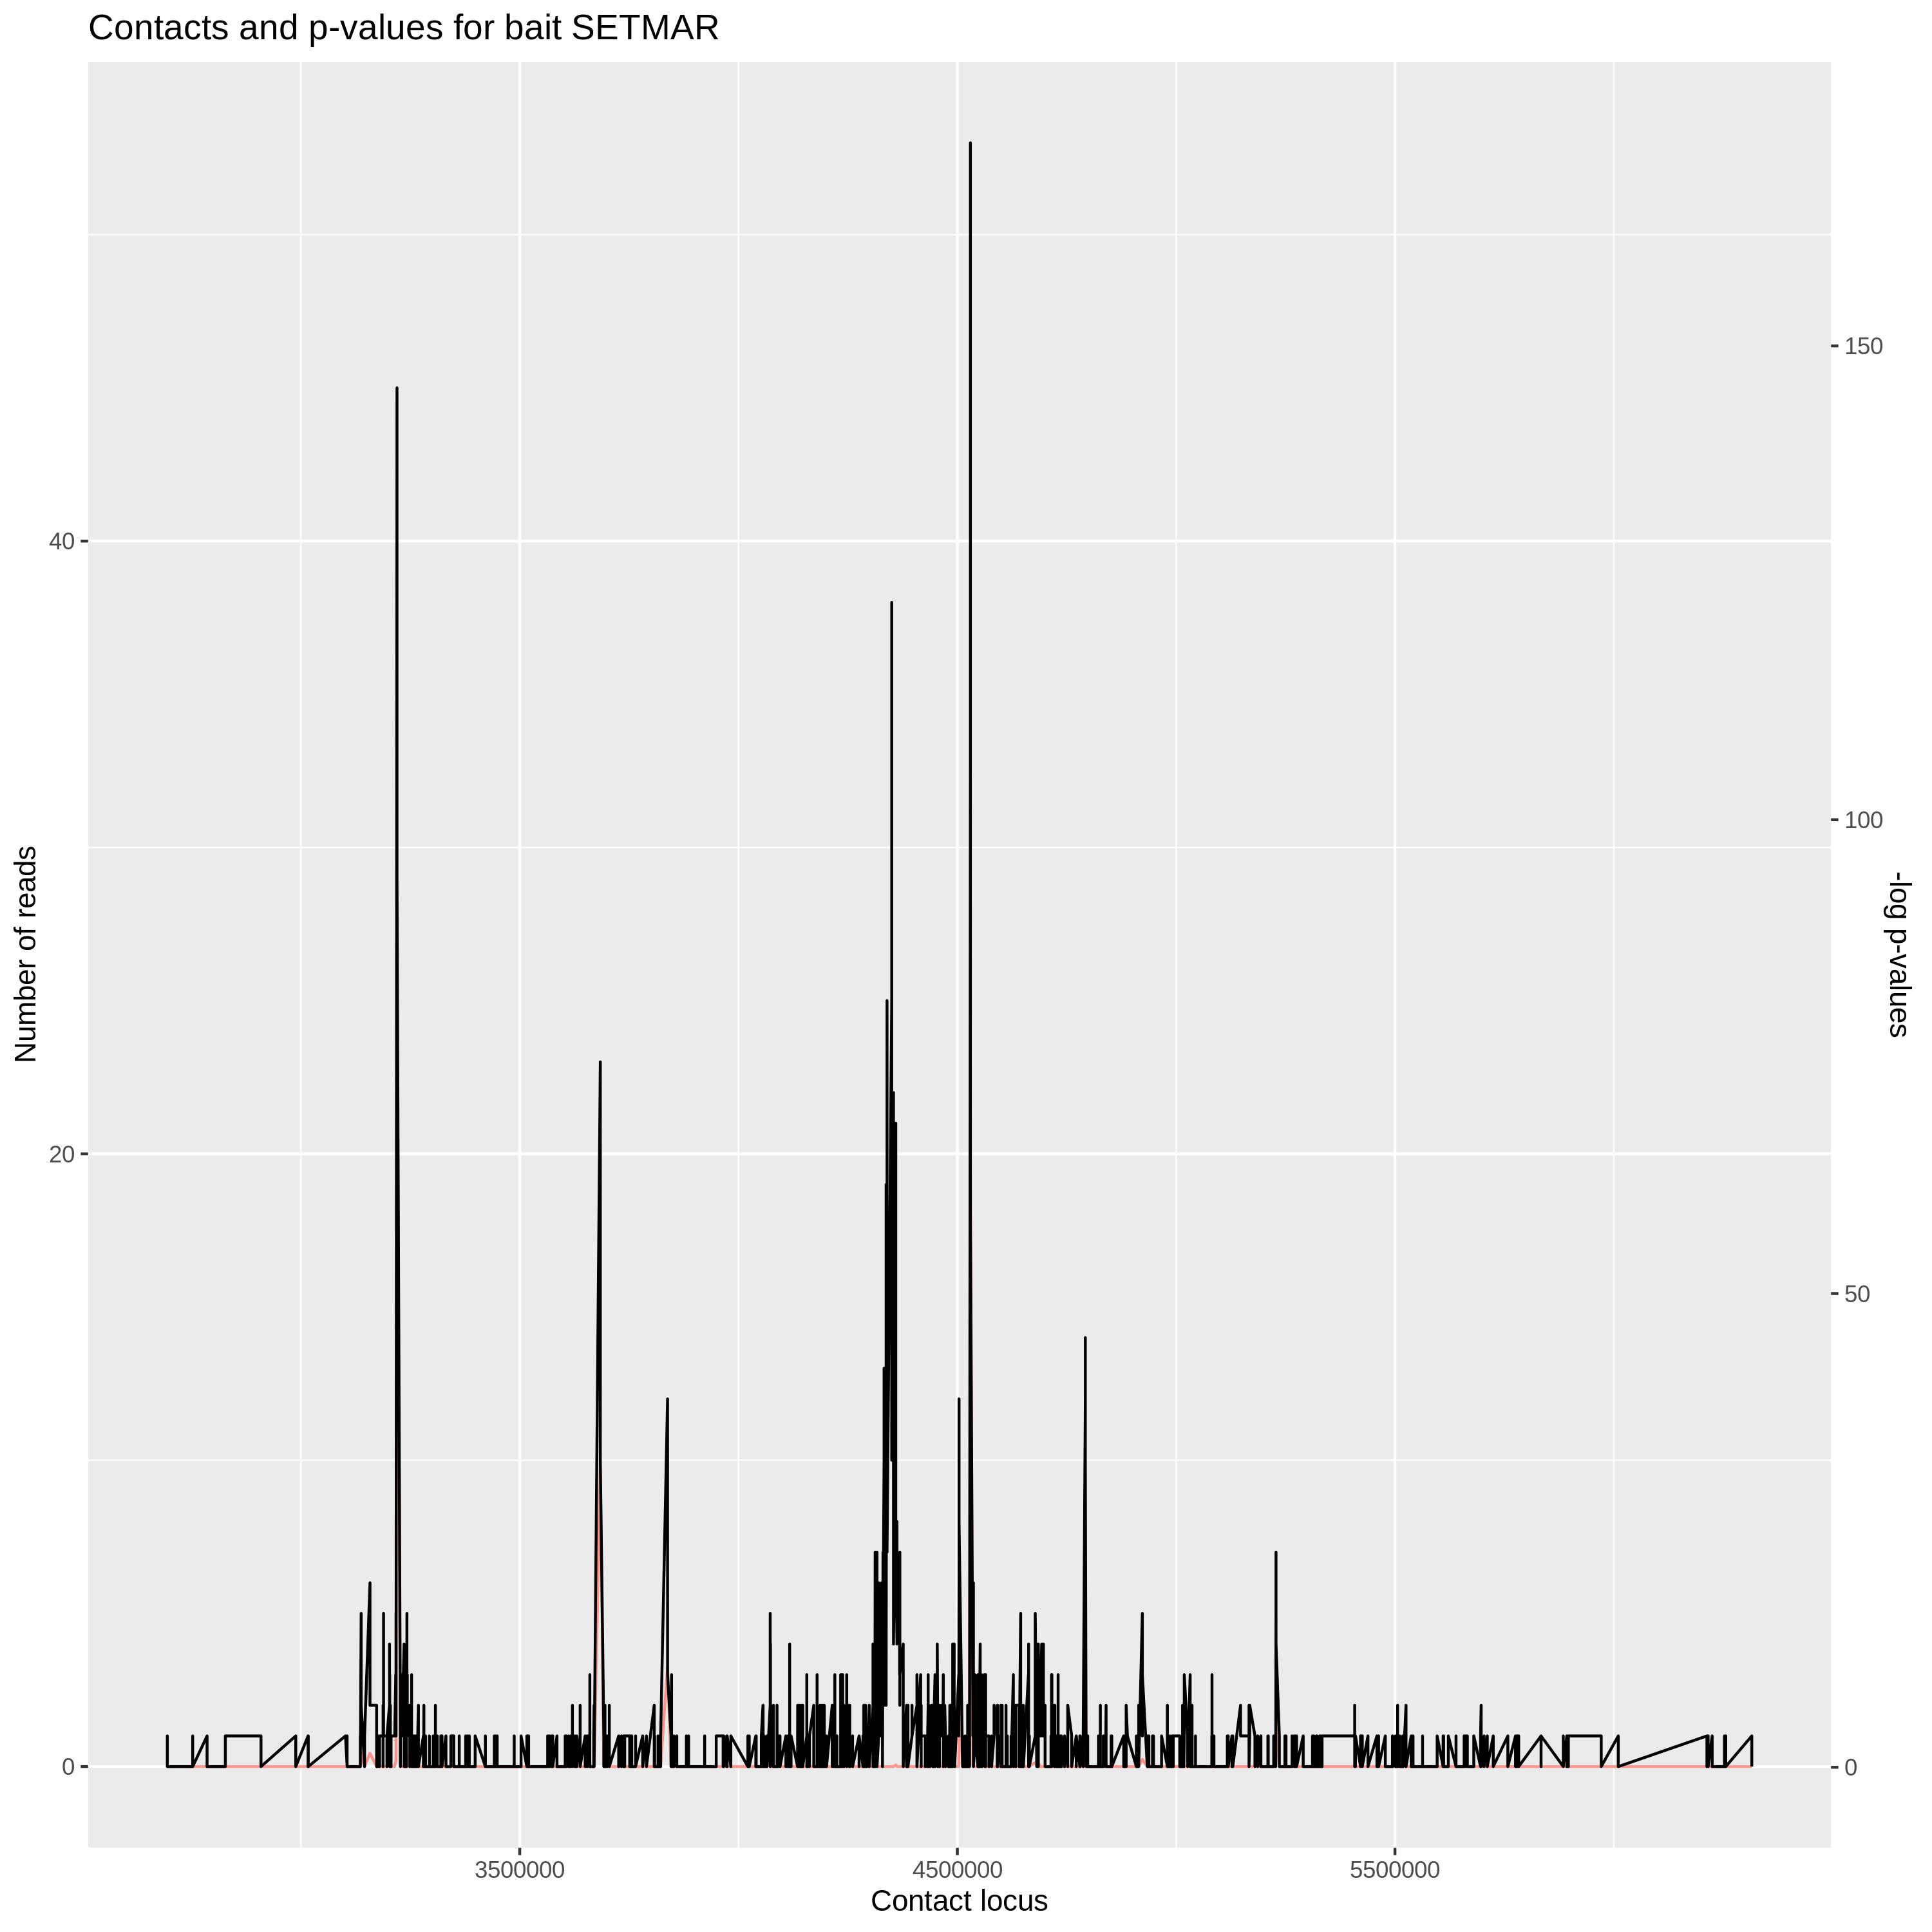 Contacts and p-values for bait SETMAR
Number of reads
40
20
0
150
100
50
0
-log p-values
3500000 4500000 5500000
Contact locus